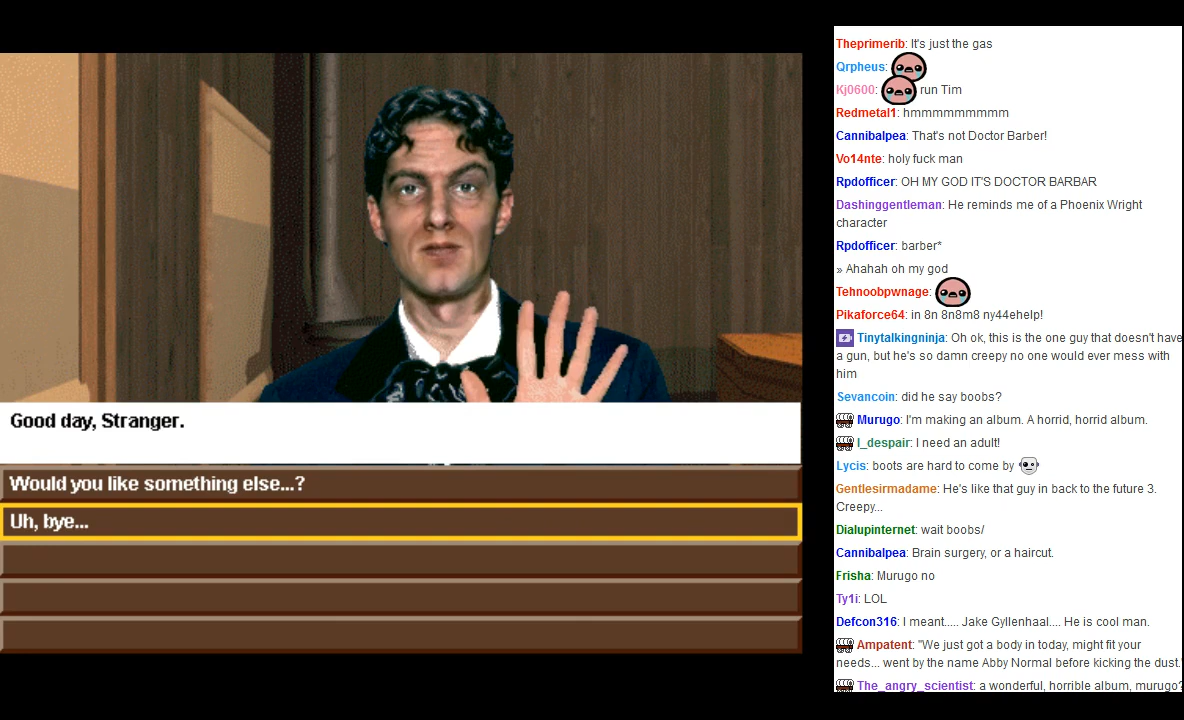 Good day, Stranger.
Would you like something else...?
Uh, bye...
Theprimerib: It's just the gas
Qrpheus:
Kj0600: run Tim
Redmetal1: hmmmmmmmmm
Cannibalpea: That's not Doctor Barber!
Vo14nte: holy fuck man
Rpdofficer: OH MY GOD IT'S DOCTOR BARBAR
Dashinggentleman: He reminds me of a Phoenix Wright
character
Rpdofficer: barber*
» Ahahah oh my god
Tehnoobpwnage:
Pikaforce64: in 8n 8n8m8 ny44ehelp!
Tinytalkingninja: Oh ok, this is the one guy that doesn't have
a gun, but he's so damn creepy no one would ever mess with
him
Sevancoin: did he say boobs?
Murugo: I'm making an album. A horrid, horrid album.
I_despair: I need an adult!
Lycis: boots are hard to come by
Gentlesirmadame: He's like that guy in back to the future 3.
Creepy...
Dialupinternet: wait boobs/
Cannibalpea: Brain surgery, or a haircut.
Frisha: Murugo no
Ty1i: LOL
Defcon316: I meant..... Jake Gyllenhaal.... He is cool man.
Ampatent: "We just got a body in today, might fit your
needs... went by the name Abby Normal before kicking the dust."
The_angry_scientist: a wonderful, horrible album, murugo?